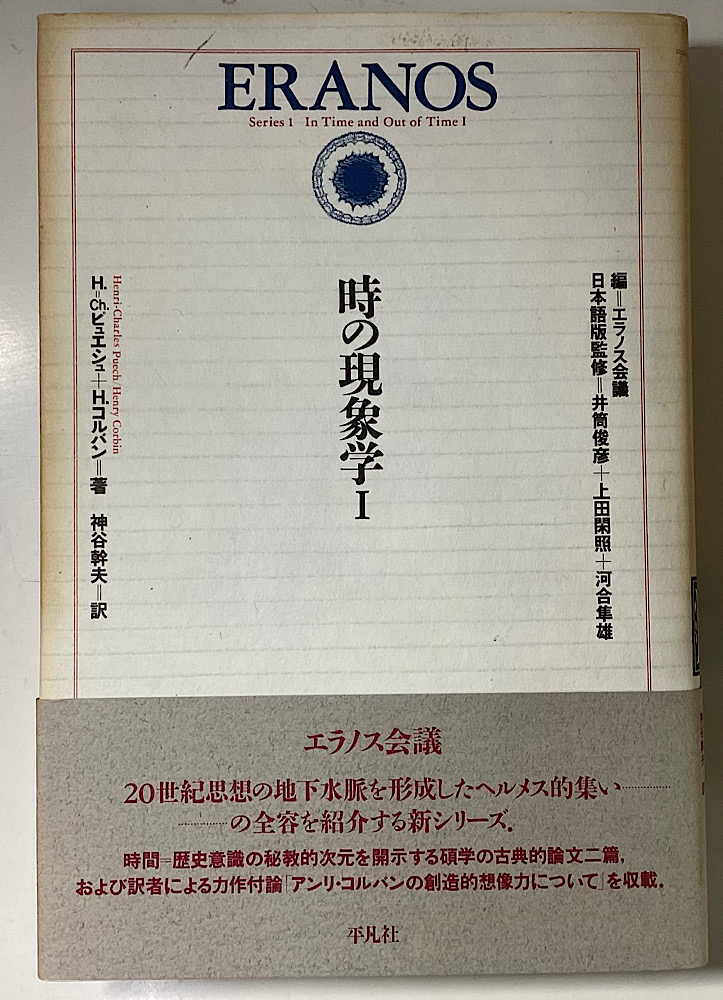 ERANOS
Series 1 In Time and Out of Time I
編=エラノス会議
日本語版監修=井筒俊彦+上田閑照+河合隼雄
時の現象学 I
Henri-Charles Puech/Henry Corbin
H.=Ch.ピュエシュ+H.コルバン=著 神谷幹夫=訳
エラノス会議
20世紀思想の地下水脈を形成したヘルメス的集い…………
…………の全容を紹介する新シリーズ.
時間=歴史意識の秘教的次元を開示する碩学の古典的論文二篇,
および訳者による力作付論「アンリ・コルバンの創造的想像力について」を収載.
平凡社